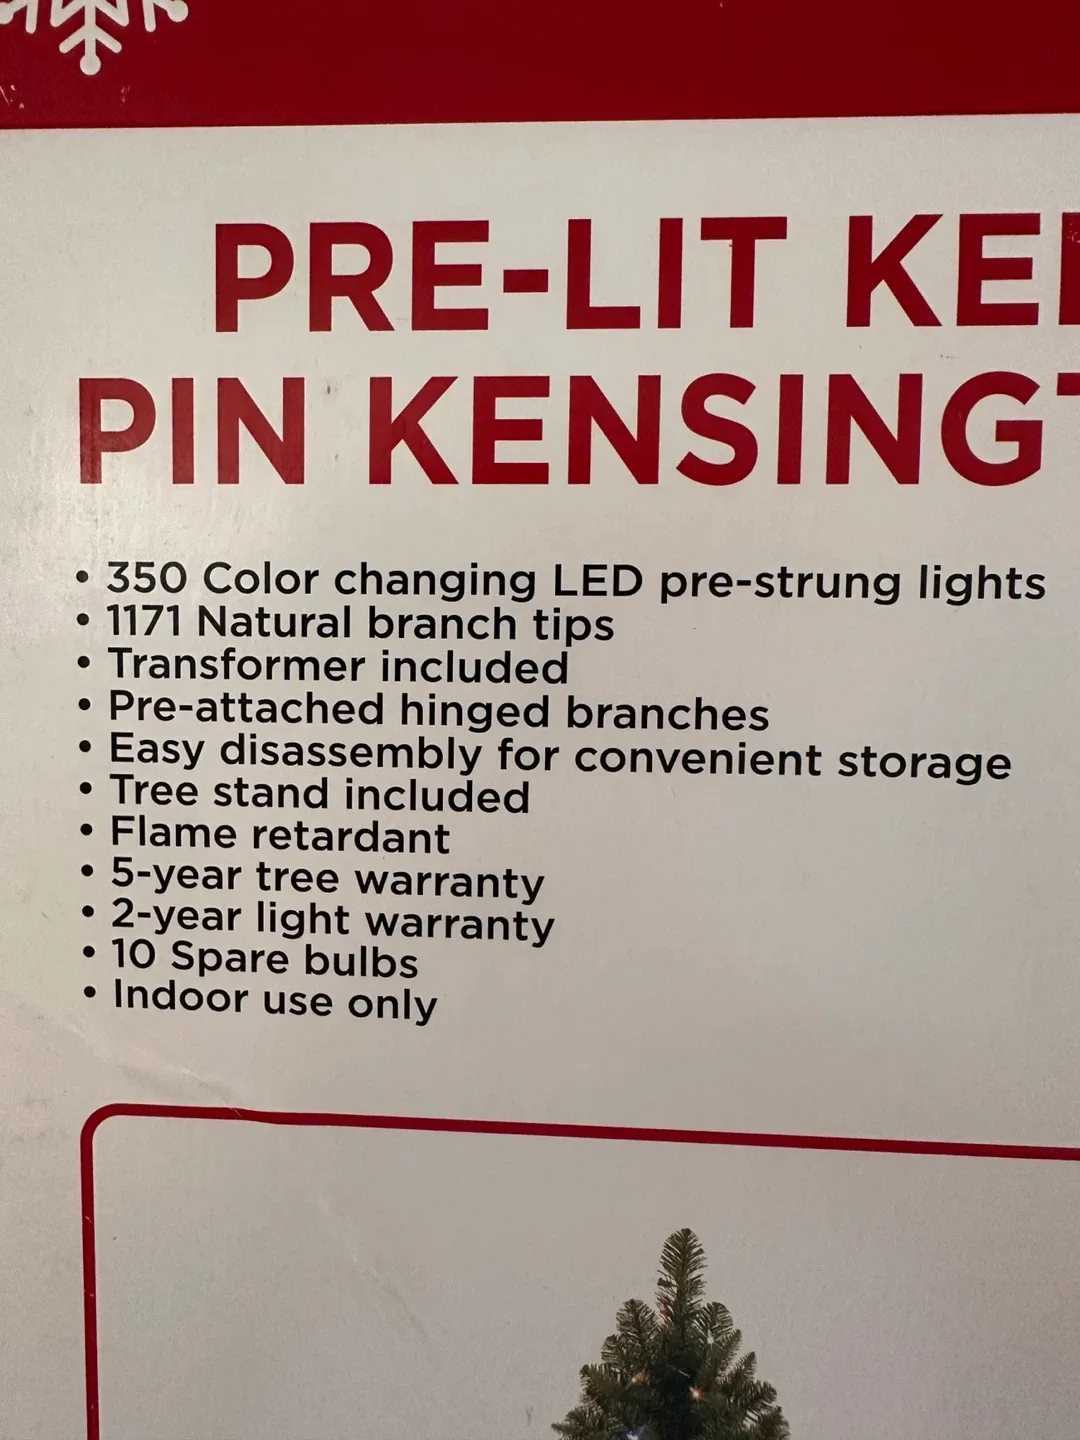 PRE-LIT KE
PIN KENSING
• 350 Color changing LED pre-strung lights
• 1171 Natural branch tips
• Transformer included
• Pre-attached hinged branches
• Easy disassembly for convenient storage
• Tree stand included
• Flame retardant
• 5-year tree warranty
• 2-year light warranty
• 10 Spare bulbs
• Indoor use only